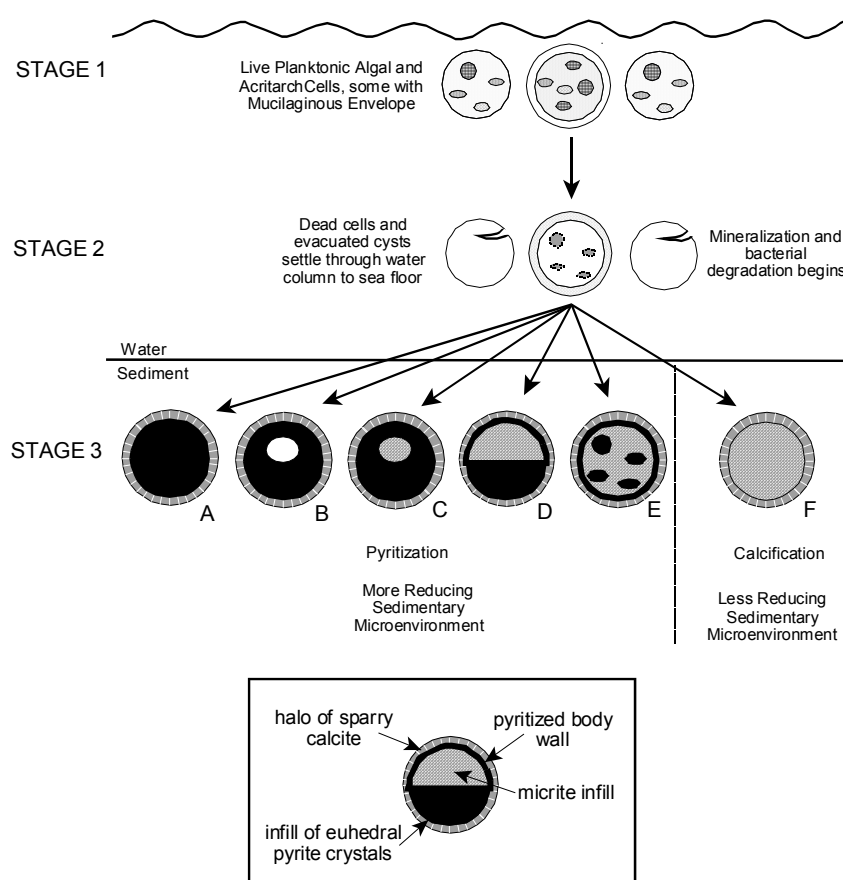 STAGE 1
Live Planktonic Algal and
AcritarchCells, some with
Mucilaginous Envelope
STAGE 2
Dead cells and
evacuated cysts
settle through water
column to sea floor
Mineralization and
bacterial
degradation begins
Water
Sediment
STAGE 3
A
B
C
D
E
F
Pyritization
More Reducing
Sedimentary
Microenvironment
Calcification
Less Reducing
Sedimentary
Microenvironment
halo of sparry
calcite
pyritized body
wall
micrite infill
infill of euhedral
pyrite crystals